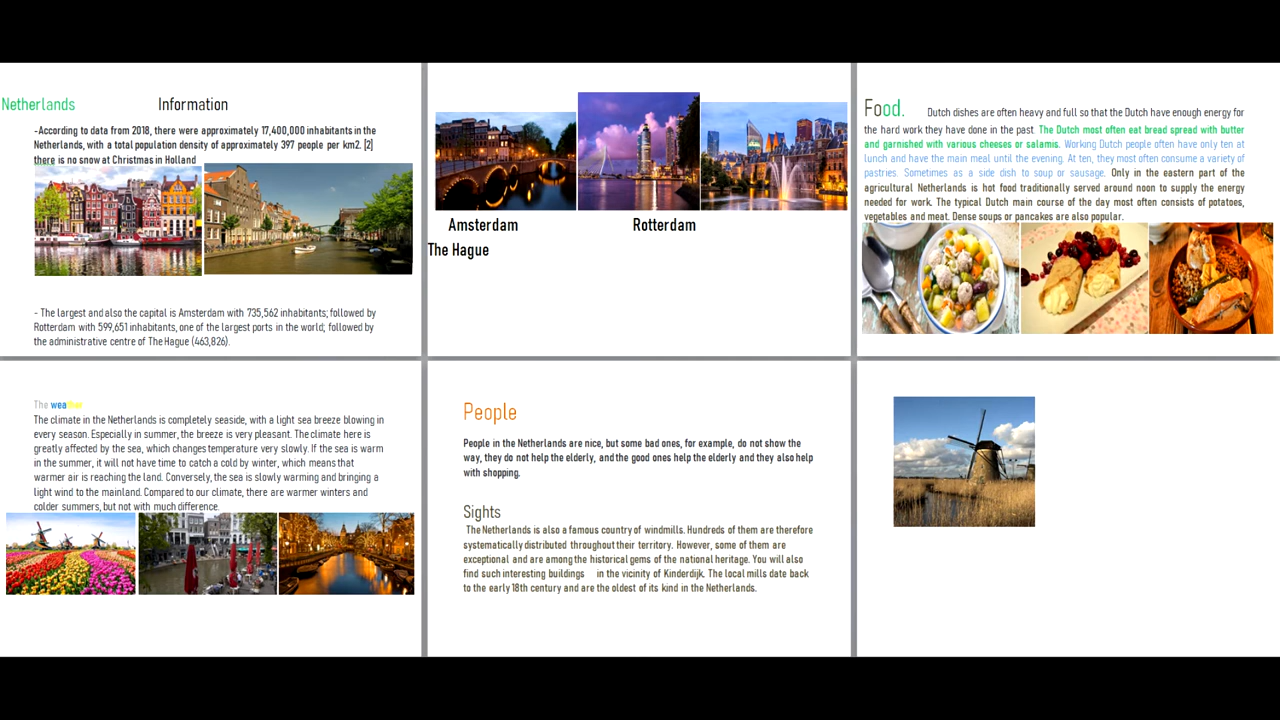 Netherlands Information
-According to data from 2018, there were approximately 17,400,000 inhabitants in the
Netherlands, with a total population density of approximately 397 people per km2. [2]
there is no snow at Christmas in Holland
- The largest and also the capital is Amsterdam with 735,562 inhabitants; followed by
Rotterdam with 599,651 inhabitants, one of the largest ports in the world; followed by
the administrative centre of The Hague (463,826).
Amsterdam Rotterdam
The Hague
Food. Dutch dishes are often heavy and full so that the Dutch have enough energy for
the hard work they have done in the past. The Dutch most often eat bread spread with butter
and garnished with various cheeses or salamis. Working Dutch people often have only ten at
lunch and have the main meal until the evening. At ten, they most often consume a variety of
pastries. Sometimes as a side dish to soup or sausage. Only in the eastern part of the
agricultural Netherlands is hot food traditionally served around noon to supply the energy
needed for work. The typical Dutch main course of the day most often consists of potatoes,
vegetables and meat. Dense soups or pancakes are also popular.
The weather
The climate in the Netherlands is completely seaside, with a light sea breeze blowing in
every season. Especially in summer, the breeze is very pleasant. The climate here is
greatly affected by the sea, which changes temperature very slowly. If the sea is warm
in the summer, it will not have time to catch a cold by winter, which means that
warmer air is reaching the land. Conversely, the sea is slowly warming and bringing a
light wind to the mainland. Compared to our climate, there are warmer winters and
colder summers, but not with much difference.
People
People in the Netherlands are nice, but some bad ones, for example, do not show the
way, they do not help the elderly, and the good ones help the elderly and they also help
with shopping.
Sights
The Netherlands is also a famous country of windmills. Hundreds of them are therefore
systematically distributed throughout their territory. However, some of them are
exceptional and are among the historical gems of the national heritage. You will also
find such interesting buildings in the vicinity of Kinderdijk. The local mills date back
to the early 18th century and are the oldest of its kind in the Netherlands.